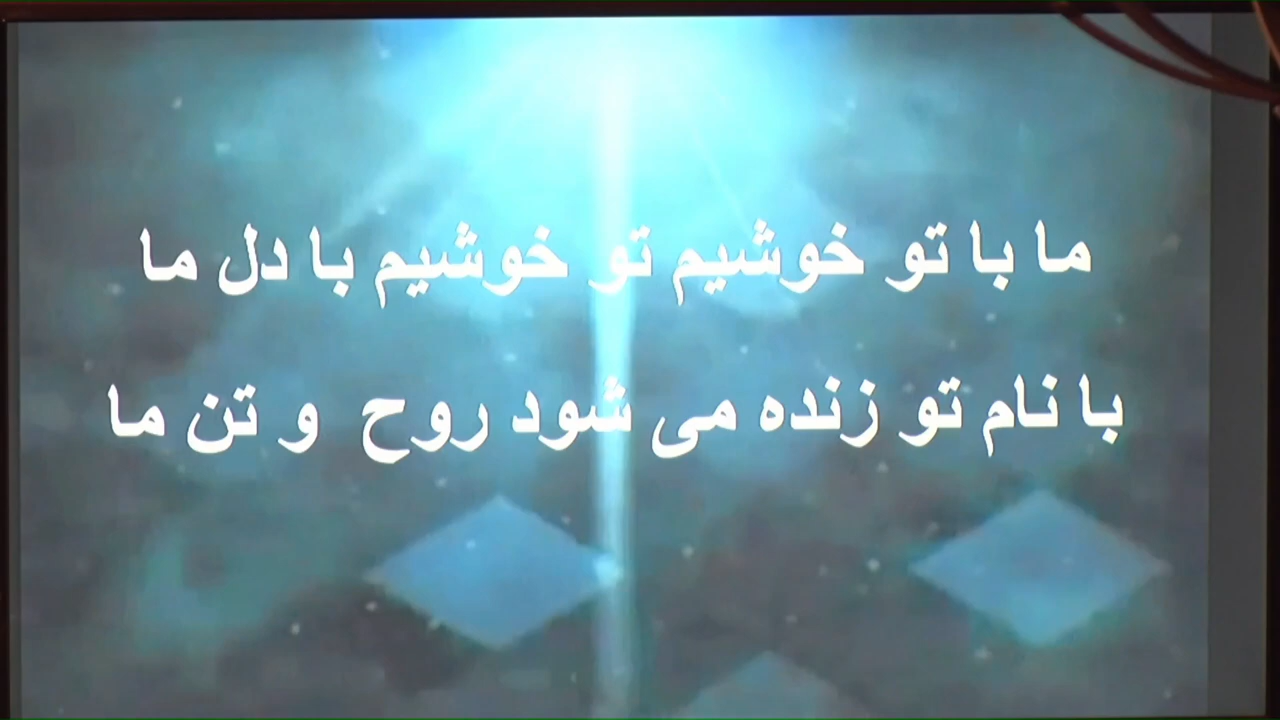 ما با تو خوشیم تو خوشیم با دل ما
با نام تو زنده می شود روح و تن ما